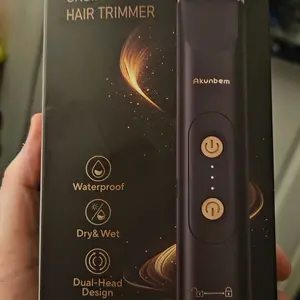 HAIR TRIMMER
Akunbem
Waterproof
Dry& Wet
Dual-Head
Design